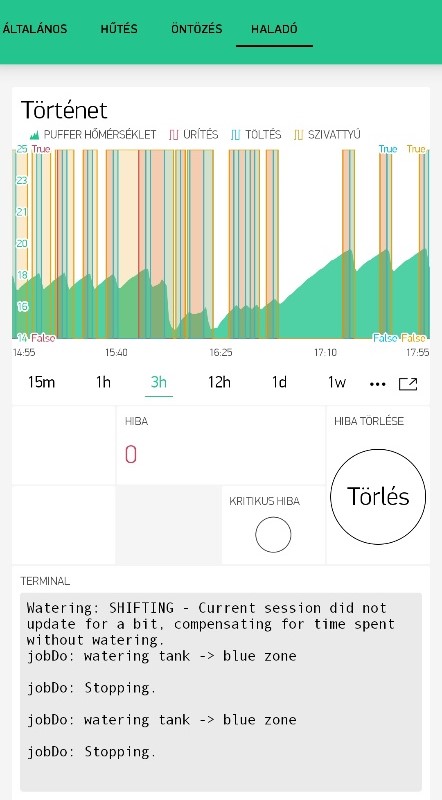 ÁLTALÁNOS HŰTÉS ÖNTÖZÉS HALADÓ
Történet
PUFFER HŐMÉRSÉKLET ÜRÍTÉS TÖLTÉS SZIVATTYÚ
25 True True True
23
21
20
18
16
14 False False False
14:55 15:40 16:25 17:10 17:55
15m 1h 3h 12h 1d 1w
HIBA HIBA TÖRLÉSE
0
KRITIKUS HIBA
Törlés
TERMINAL
Watering: SHIFTING - Current session did not
update for a bit, compensating for time spent
without watering.
jobDo: watering tank -> blue zone
jobDo: Stopping.
jobDo: watering tank -> blue zone
jobDo: Stopping.